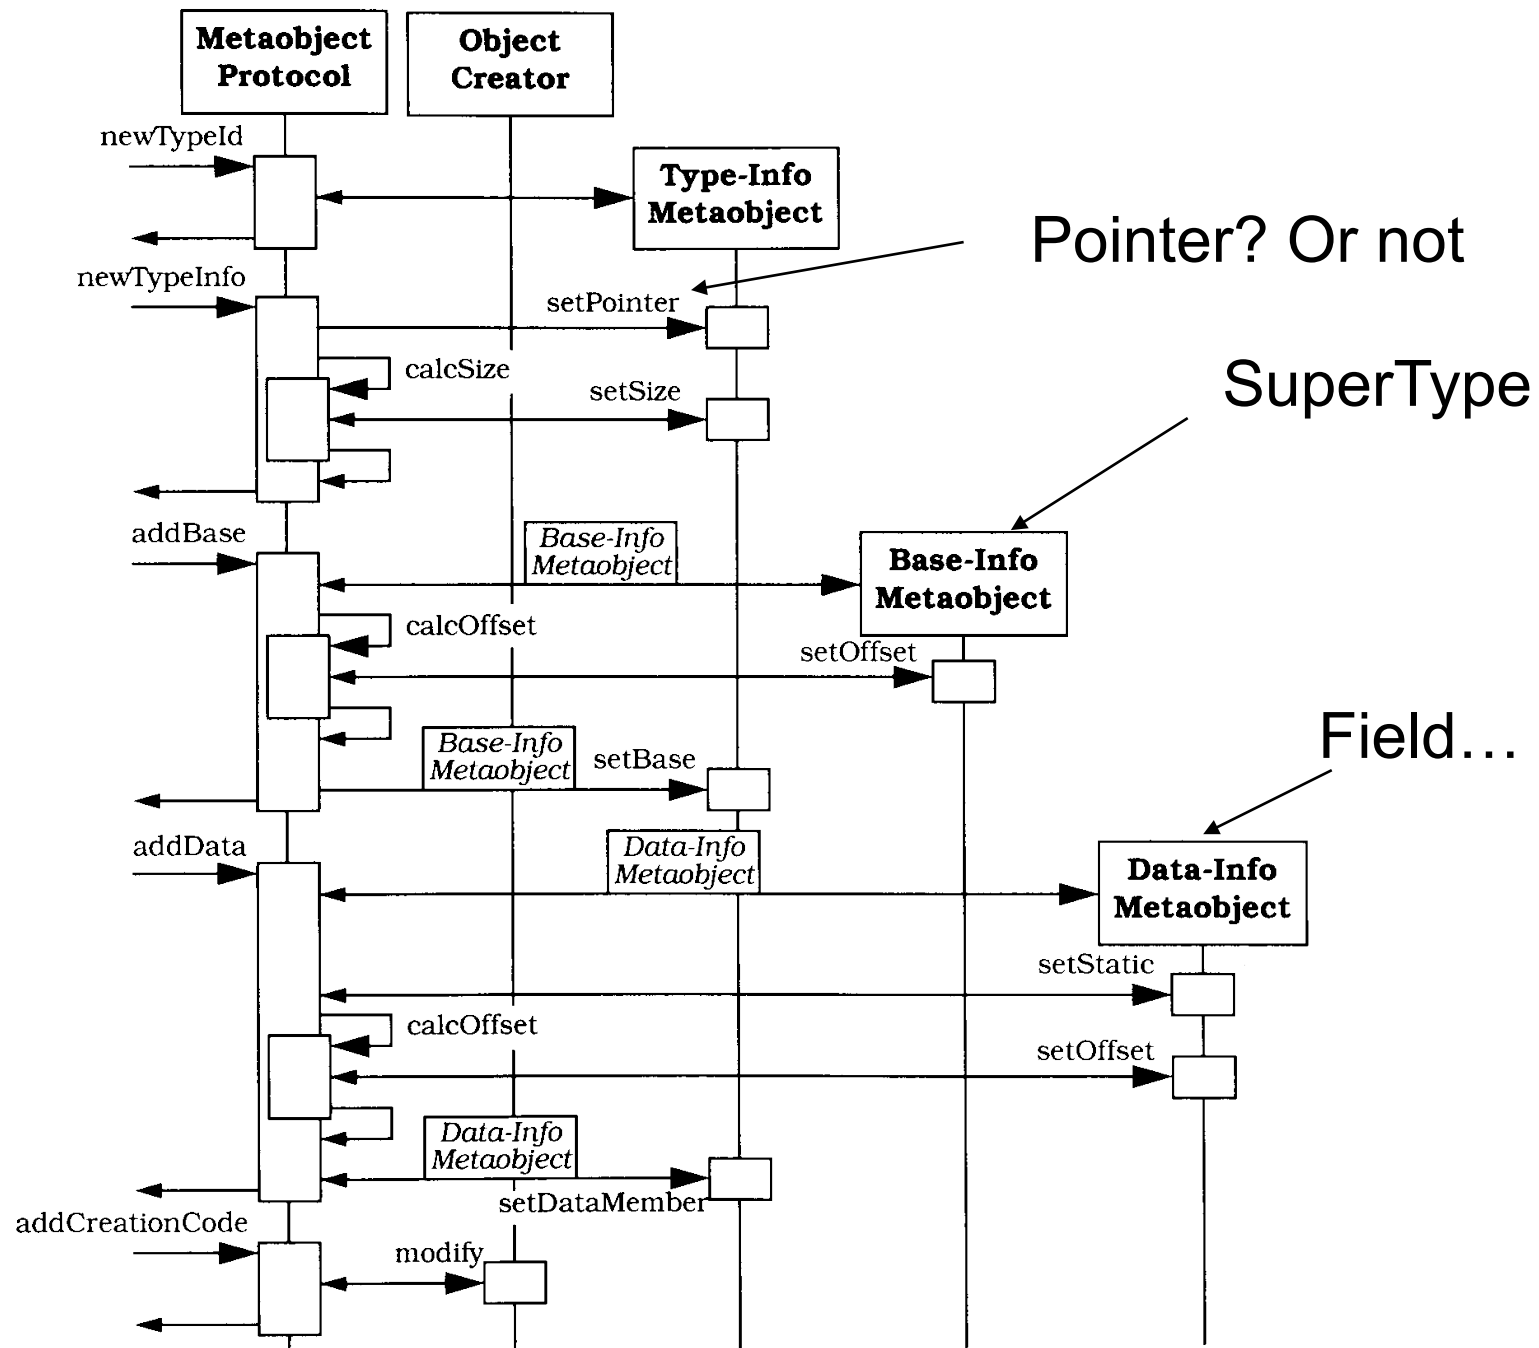 Metaobject
Protocol
Object
Creator
newTypeId
Type-Info
Metaobject
Pointer? Or not
newTypeInfo
setPointer
calcSize
setSize
SuperType
addBase
Base-Info
Metaobject
Base-Info
Metaobject
calcOffset
setOffset
Base-Info
Metaobject
setBase
Field…
addData
Data-Info
Metaobject
Data-Info
Metaobject
setStatic
calcOffset
setOffset
Data-Info
Metaobject
setDataMember
addCreationCode
modify